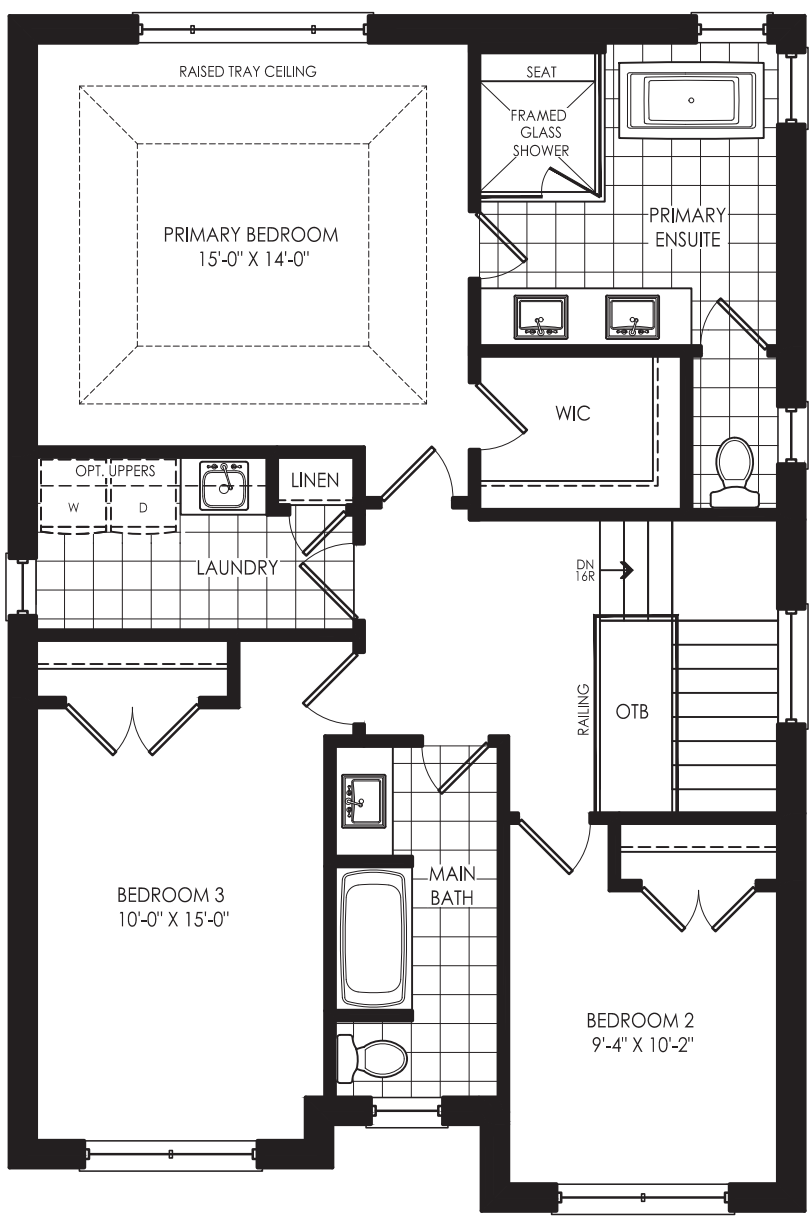 RAISED TRAY CEILING
SEAT
FRAMED
GLASS
SHOWER
PRIMARY BEDROOM
15'-0" X 14'-0"
PRIMARY
ENSUITE
WIC
OPT. UPPERS
W
D
LINEN
LAUNDRY
DN
16R
RAILING
OTB
MAIN
BATH
BEDROOM 3
10'-0" X 15'-0"
BEDROOM 2
9'-4" X 10'-2"